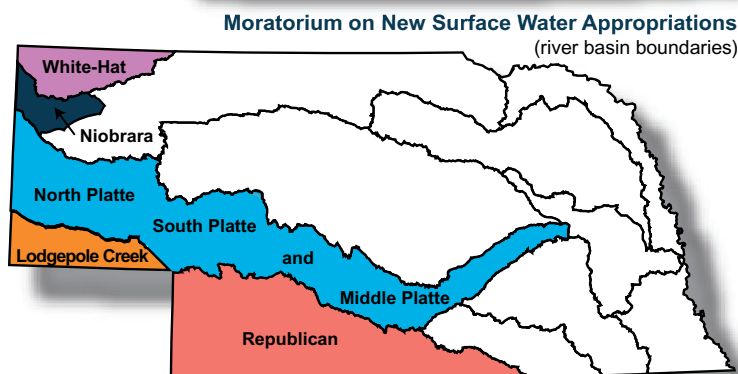 Moratorium on New Surface Water Appropriations
(river basin boundaries)
White-Hat
Niobrara
North Platte
South Platte
and
Lodgepole Creek
Middle Platte
Republican